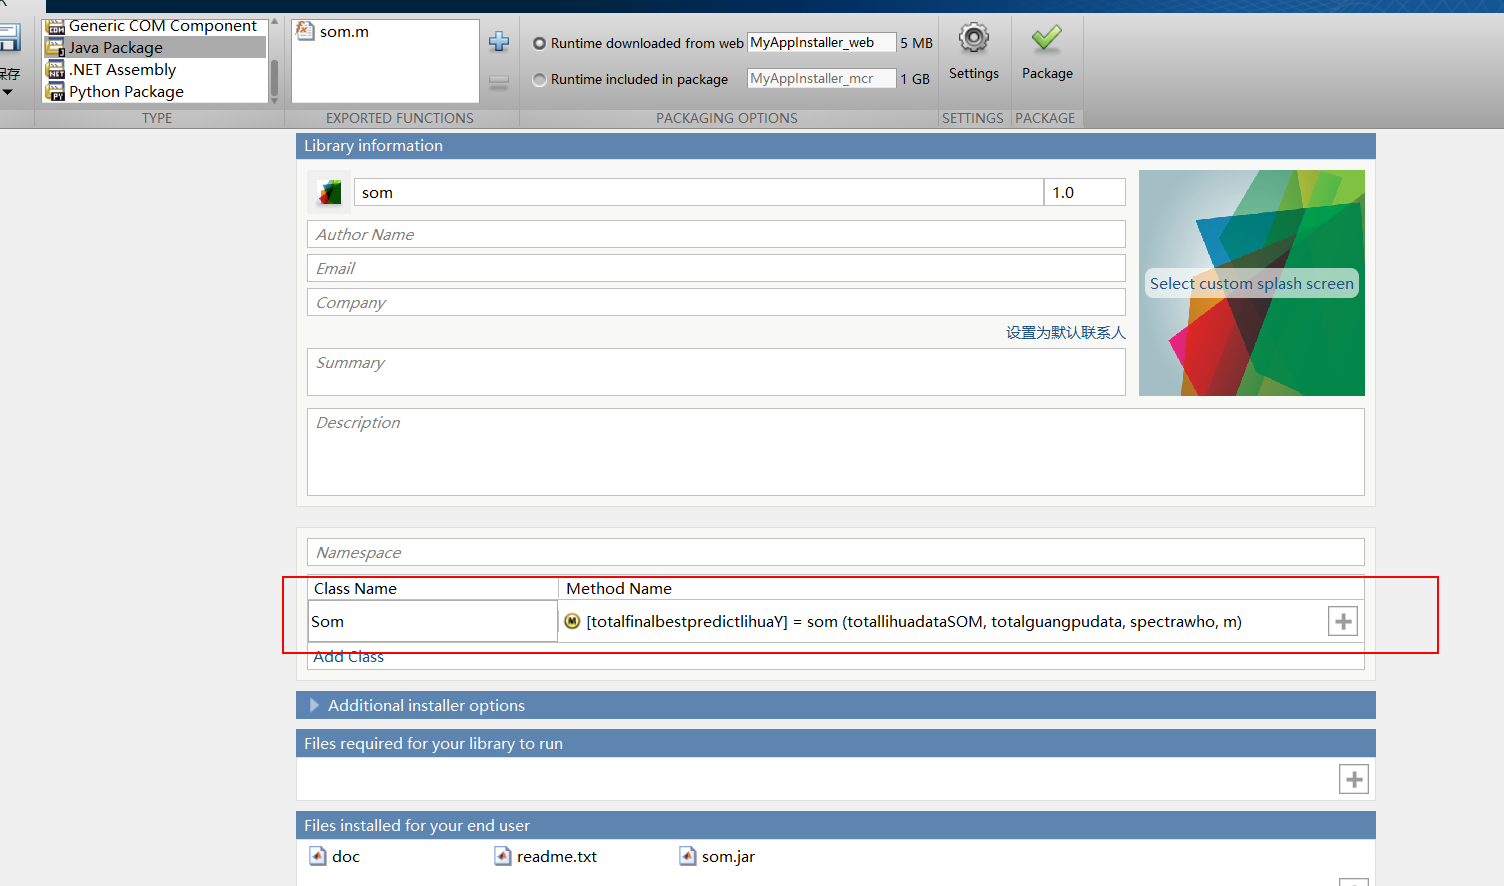 Generic COM Component
Java Package
.NET Assembly
Python Package
保存
TYPE
som.m
EXPORTED FUNCTIONS
Runtime downloaded from web MyAppInstaller_web 5 MB
Runtime included in package MyAppInstaller_mcr 1 GB
PACKAGING OPTIONS
Settings
SETTINGS
Package
PACKAGE
Library information
som 1.0
Author Name
Email
Company
设置为默认联系人
Summary
Description
Select custom splash screen
Namespace
Class Name Method Name
Som [totalfinalbestpredictlihuaY] = som (totallihuadataSOM, totalguangpudata, spectrawho, m)
Add Class
Additional installer options
Files required for your library to run
Files installed for your end user
doc readme.txt som.jar